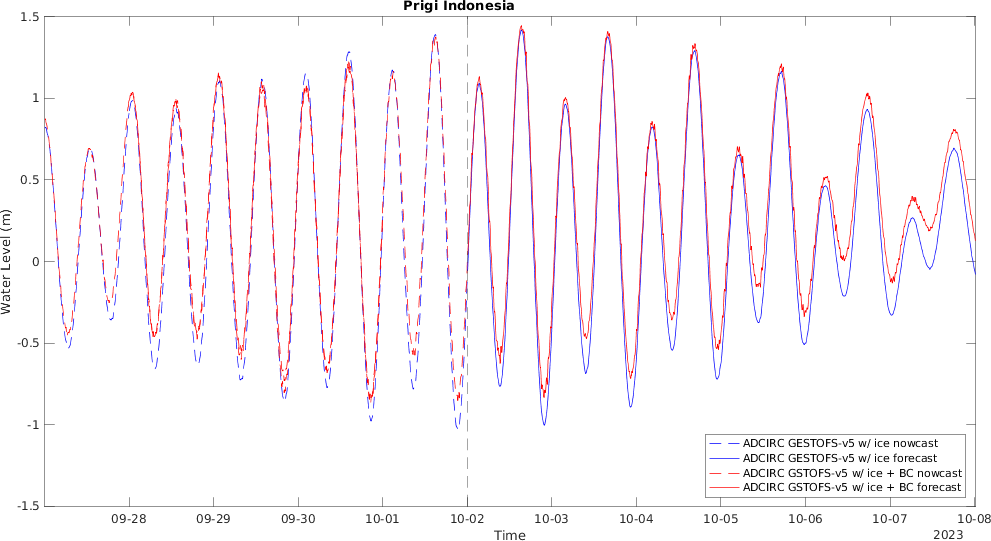 Prigi Indonesia
1.5
1
0.5
0
-0.5
-1
-1.5
Water Level (m)
09-28 09-29 09-30 10-01 10-02 10-03 10-04 10-05 10-06 10-07 10-08
Time
2023
ADCIRC GESTOFS-v5 w/ ice nowcast
ADCIRC GESTOFS-v5 w/ ice forecast
ADCIRC GSTOFS-v5 w/ ice + BC nowcast
ADCIRC GSTOFS-v5 w/ ice + BC forecast